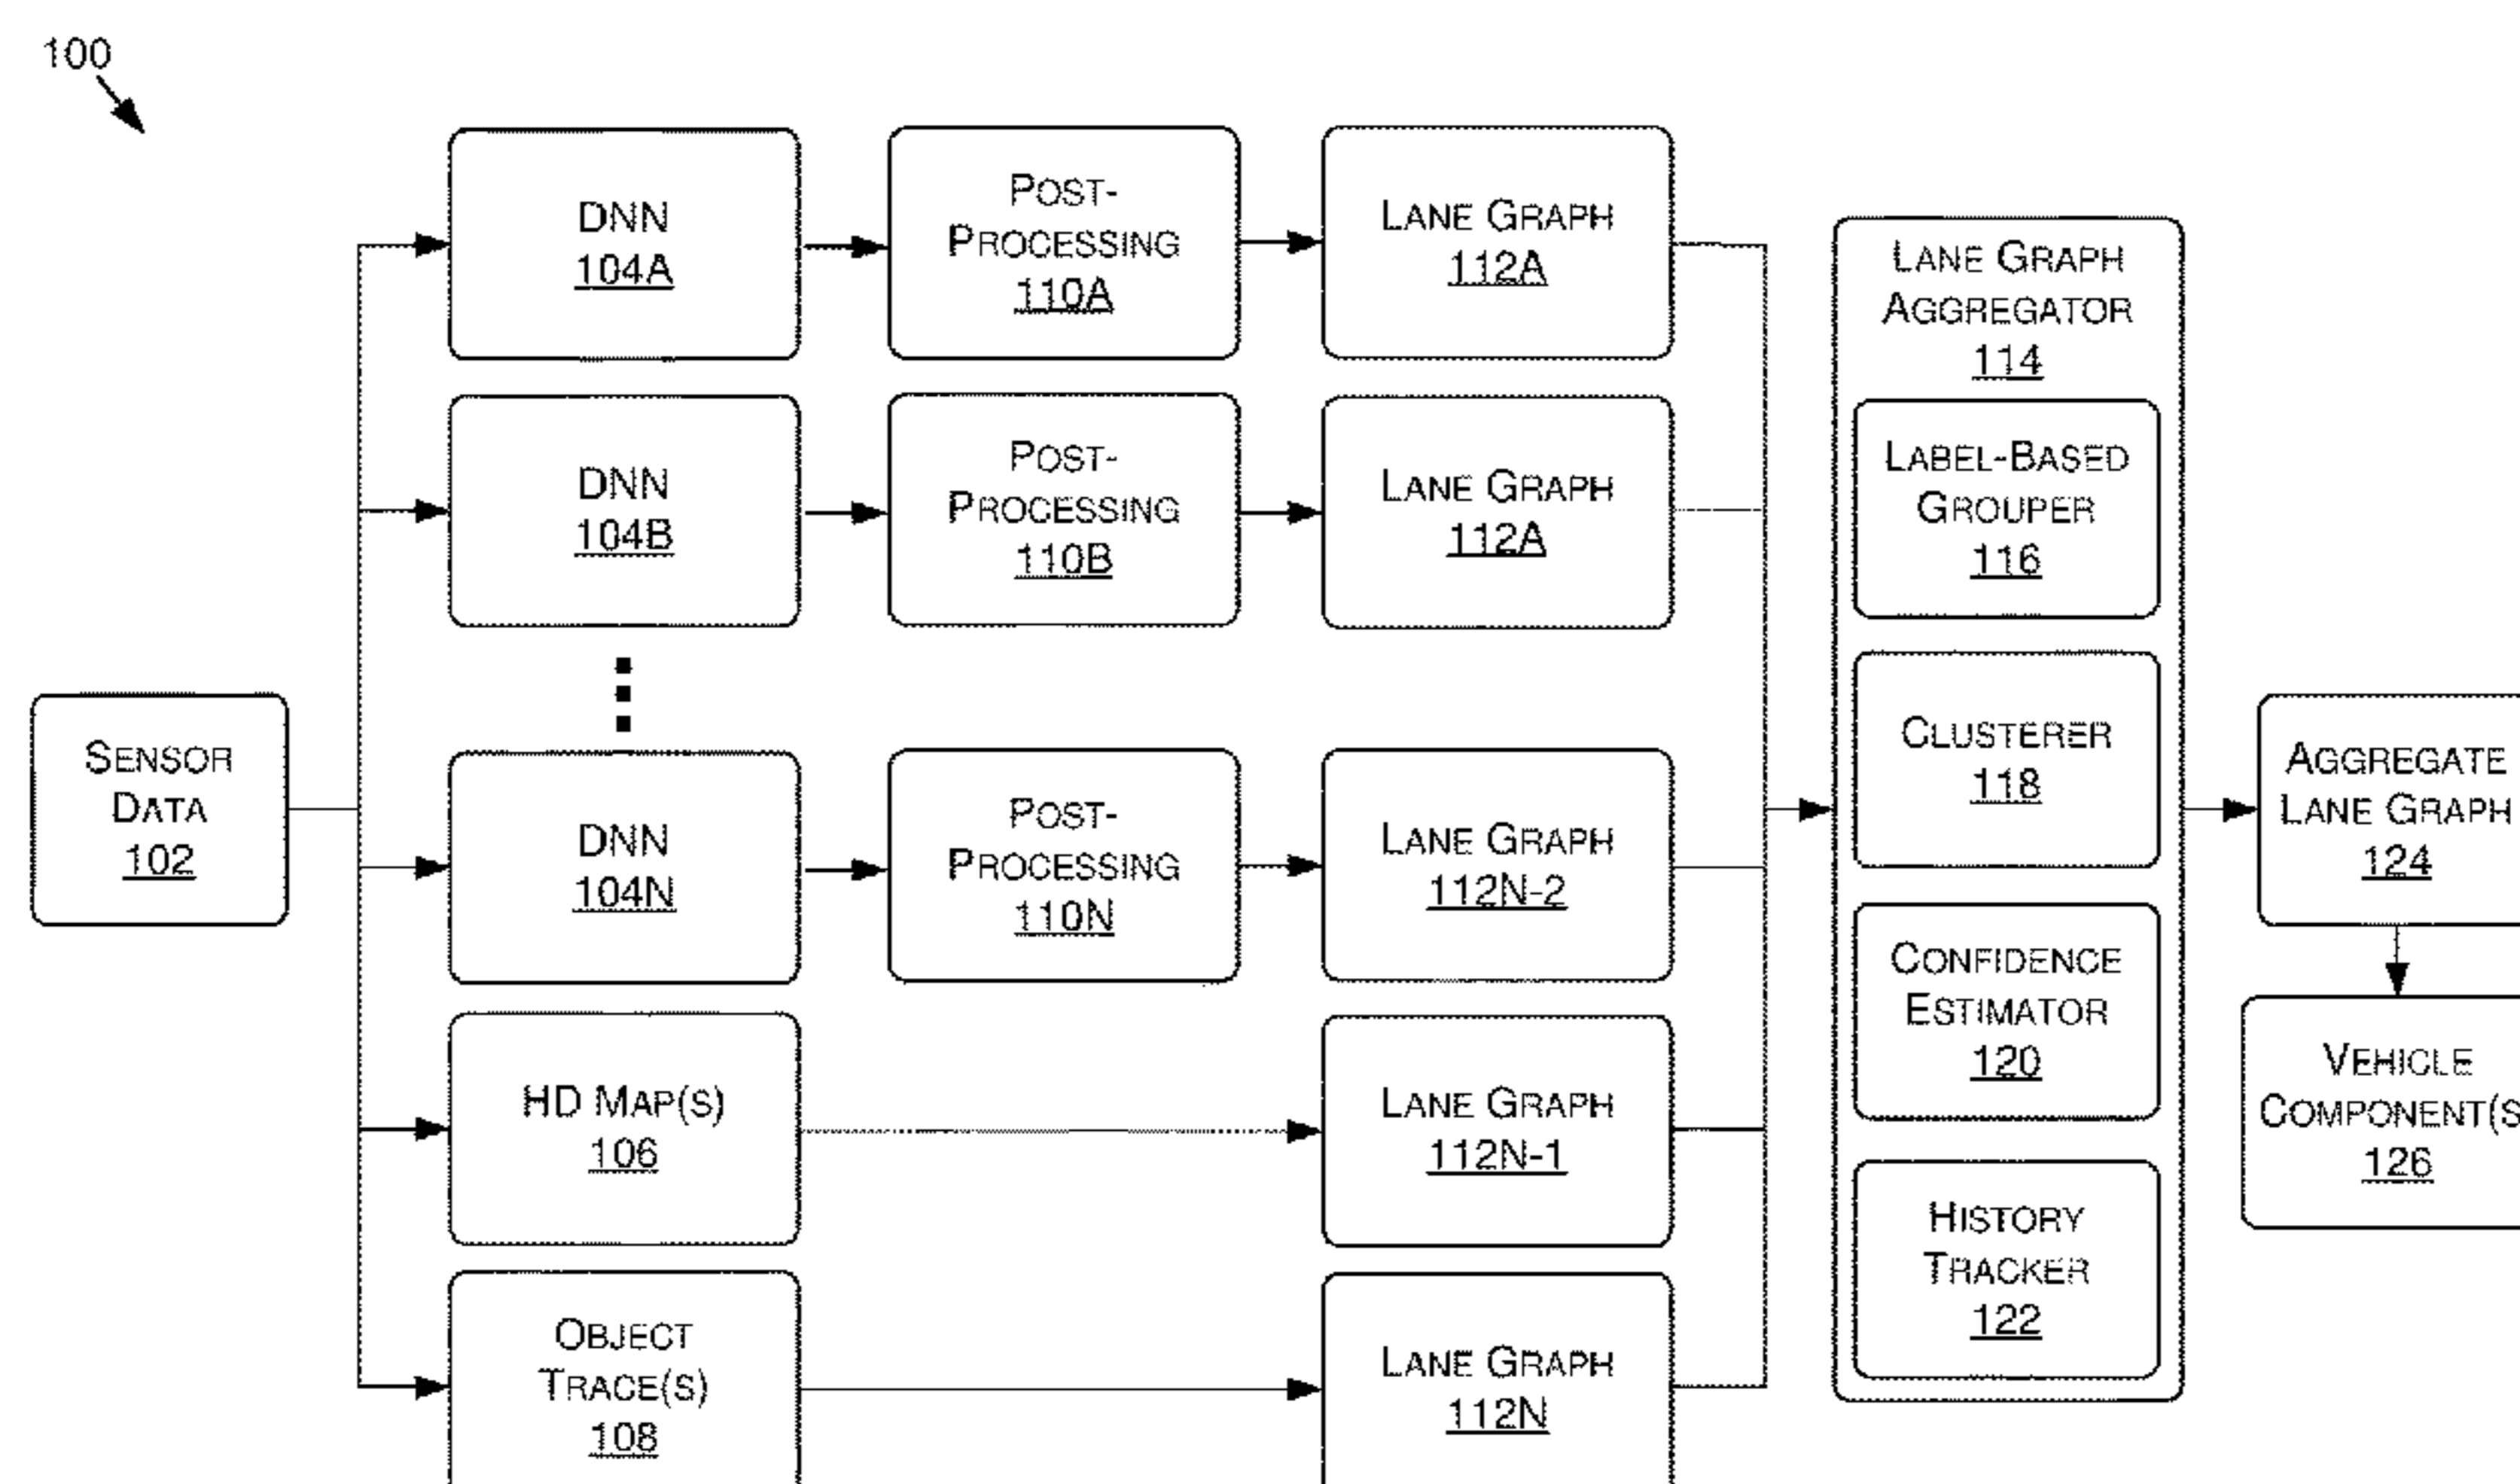 100
DNN
104A
POST-
PROCESSING
110A
LANE GRAPH
112A
DNN
104B
POST-
PROCESSING
110B
LANE GRAPH
112A
SENSOR
DATA
102
DNN
104N
POST-
PROCESSING
110N
LANE GRAPH
112N-2
HD MAP(S)
106
LANE GRAPH
112N-1
OBJECT
TRACE(S)
108
LANE GRAPH
112N
LANE GRAPH
AGGREGATOR
114
LABEL-BASED
GROUPER
116
CLUSTERER
118
CONFIDENCE
ESTIMATOR
120
HISTORY
TRACKER
122
AGGREGATE
LANE GRAPH
124
VEHICLE
COMPONENT(S
126